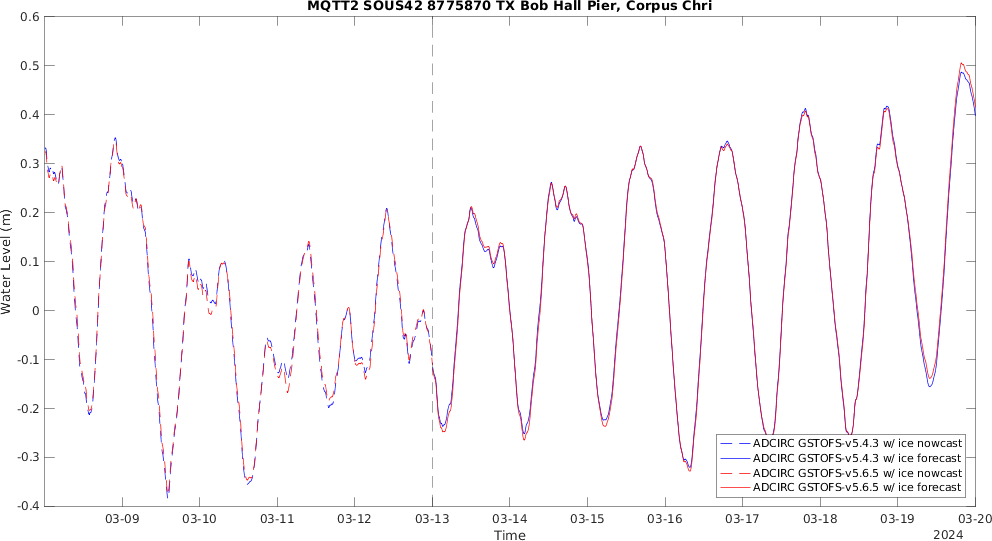 MQTT2 SOUS42 8775870 TX Bob Hall Pier, Corpus Chri
0.6
0.5
0.4
0.3
0.2
0.1
0
-0.1
-0.2
-0.3
-0.4
Water Level (m)
ADCIRC GSTOFS-v5.4.3 w/ ice nowcast
ADCIRC GSTOFS-v5.4.3 w/ ice forecast
ADCIRC GSTOFS-v5.6.5 w/ ice nowcast
ADCIRC GSTOFS-v5.6.5 w/ ice forecast
03-09 03-10 03-11 03-12 03-13 03-14 03-15 03-16 03-17 03-18 03-19 03-20
Time
2024